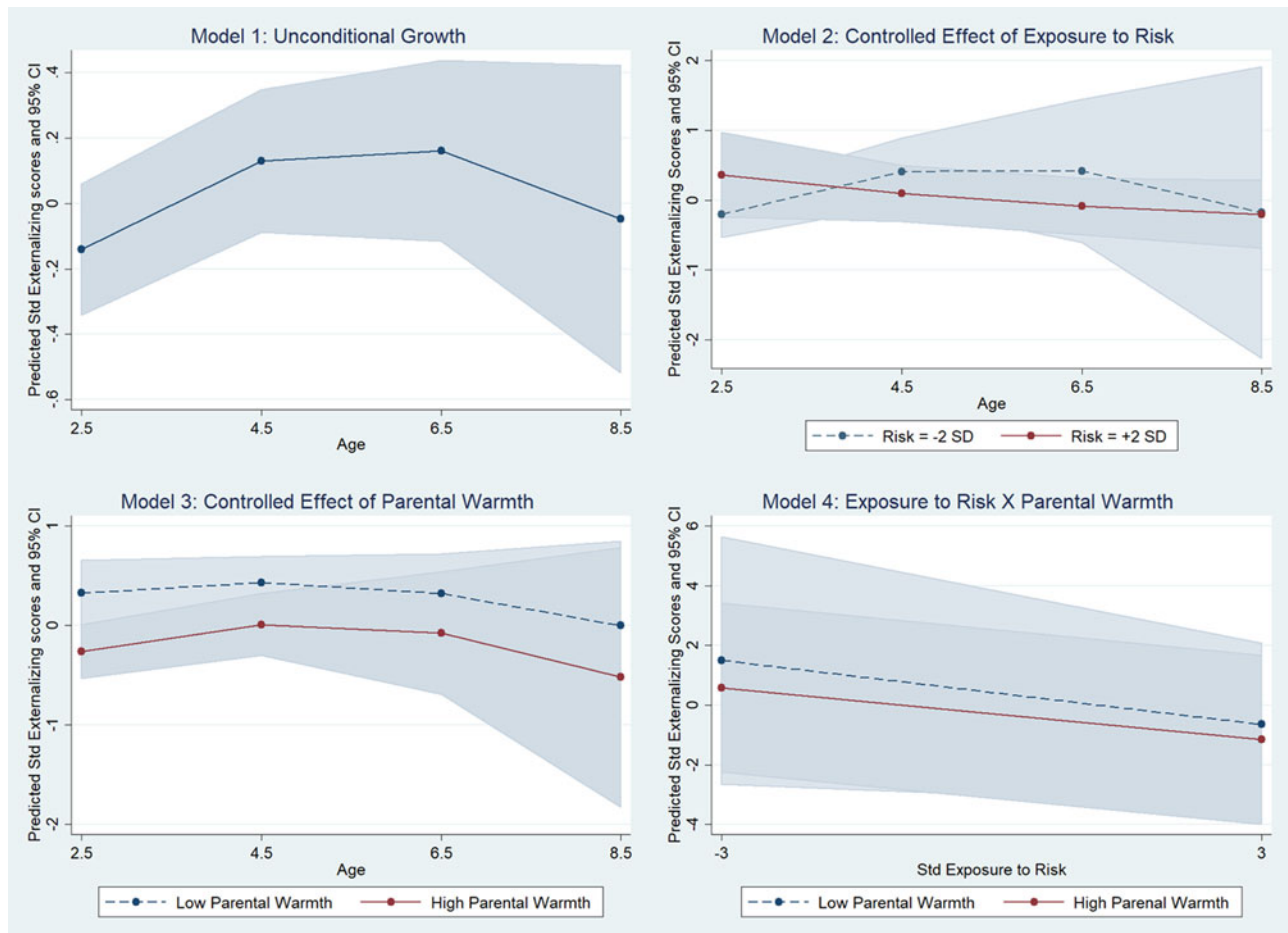 Model 1: Unconditional Growth
Predicted Std Externalizing scores and 95% CI
.4
.2
0
-.2
-.4
-.6
2.5 4.5 6.5 8.5
Age
Model 2: Controlled Effect of Exposure to Risk
Predicted Std Externalizing Scores and 95% CI
2
1
0
-1
-2
2.5 4.5 6.5 8.5
Age
Risk = -2 SD Risk = +2 SD
Model 3: Controlled Effect of Parental Warmth
Predicted Std Externalizing scores and 95% CI
1
0
-1
-2
2.5 4.5 6.5 8.5
Age
Low Parental Warmth High Parental Warmth
Model 4: Exposure to Risk X Parental Warmth
Predicted Std Externalizing Scores and 95% CI
6
4
2
0
-2
-4
-3 3
Std Exposure to Risk
Low Parental Warmth High Parenal Warmth